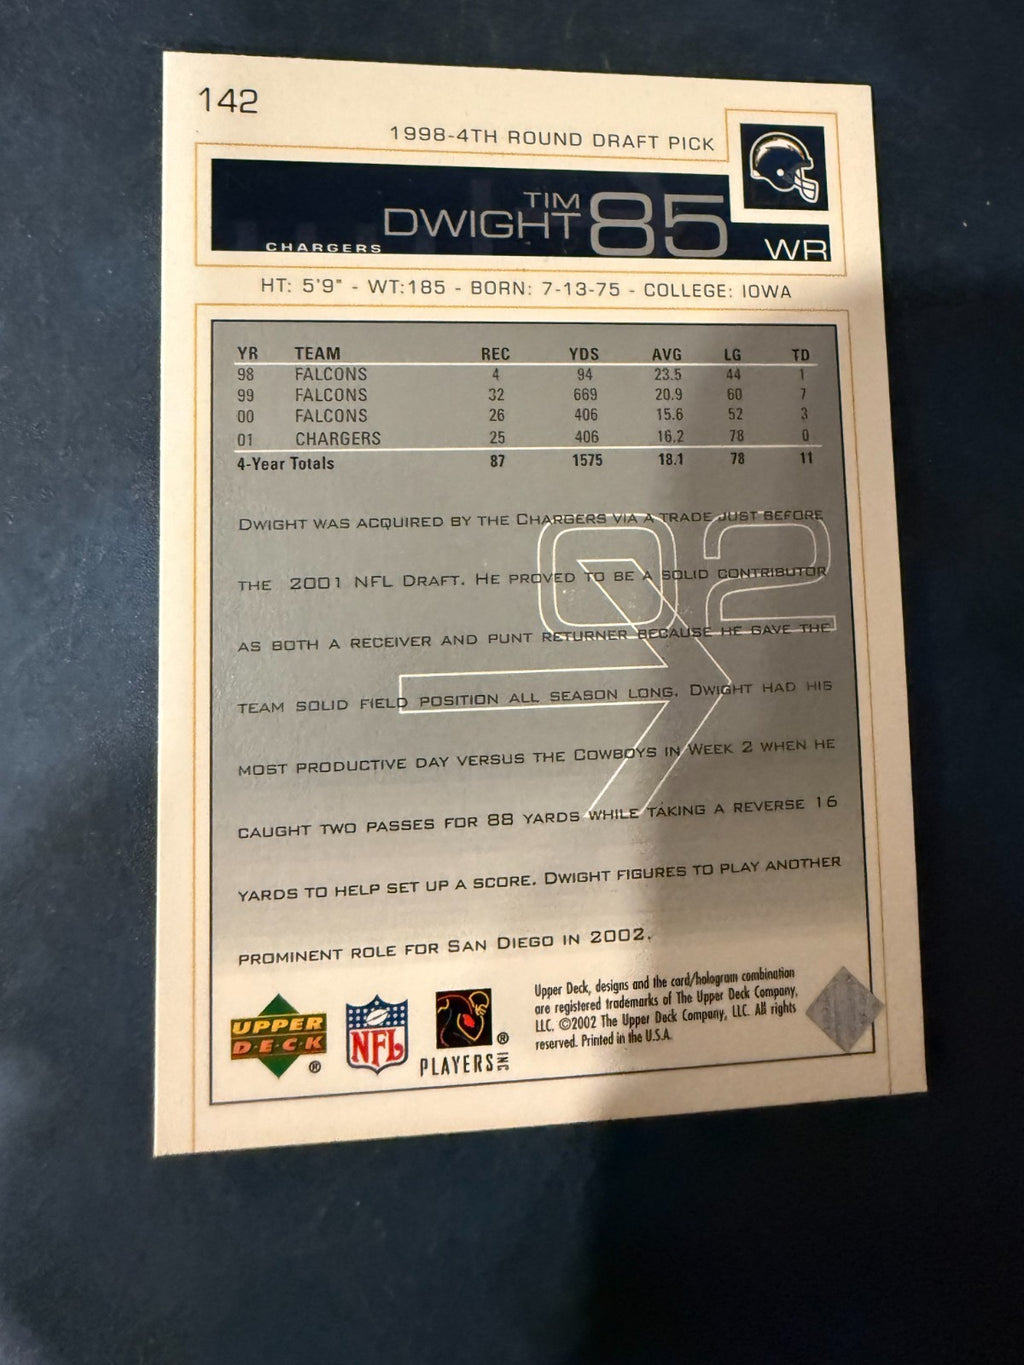 142
1998-4TH ROUND DRAFT PICK
TIM
DWIGHT 85
CHARGERS
WR
HT: 5'9" - WT:185 - BORN: 7-13-75 - COLLEGE: IOWA
YR TEAM REC YDS AVG LG TD
98 FALCONS 4 94 23.5 44 1
99 FALCONS 32 669 20.9 60 7
00 FALCONS 26 406 15.6 52 3
01 CHARGERS 25 406 16.2 78 0
4-Year Totals 87 1575 18.1 78 11
02
DWIGHT WAS ACQUIRED BY THE CHARGERS VIA A TRADE JUST BEFORE
THE 2001 NFL DRAFT. HE PROVED TO BE A SOLID CONTRIBUTOR
AS BOTH A RECEIVER AND PUNT RETURNER BECAUSE HE GAVE THE
TEAM SOLID FIELD POSITION ALL SEASON LONG. DWIGHT HAD HIS
MOST PRODUCTIVE DAY VERSUS THE COWBOYS IN WEEK 2 WHEN HE
CAUGHT TWO PASSES FOR 88 YARDS WHILE TAKING A REVERSE 16
YARDS TO HELP SET UP A SCORE. DWIGHT FIGURES TO PLAY ANOTHER
PROMINENT ROLE FOR SAN DIEGO IN 2002.
UPPER
D·E·C·K ®
NFL
PLAYERS INC ®
Upper Deck, designs and the card/hologram combination
are registered trademarks of The Upper Deck Company,
LLC. ©2002 The Upper Deck Company, LLC. All rights
reserved. Printed in the U.S.A.